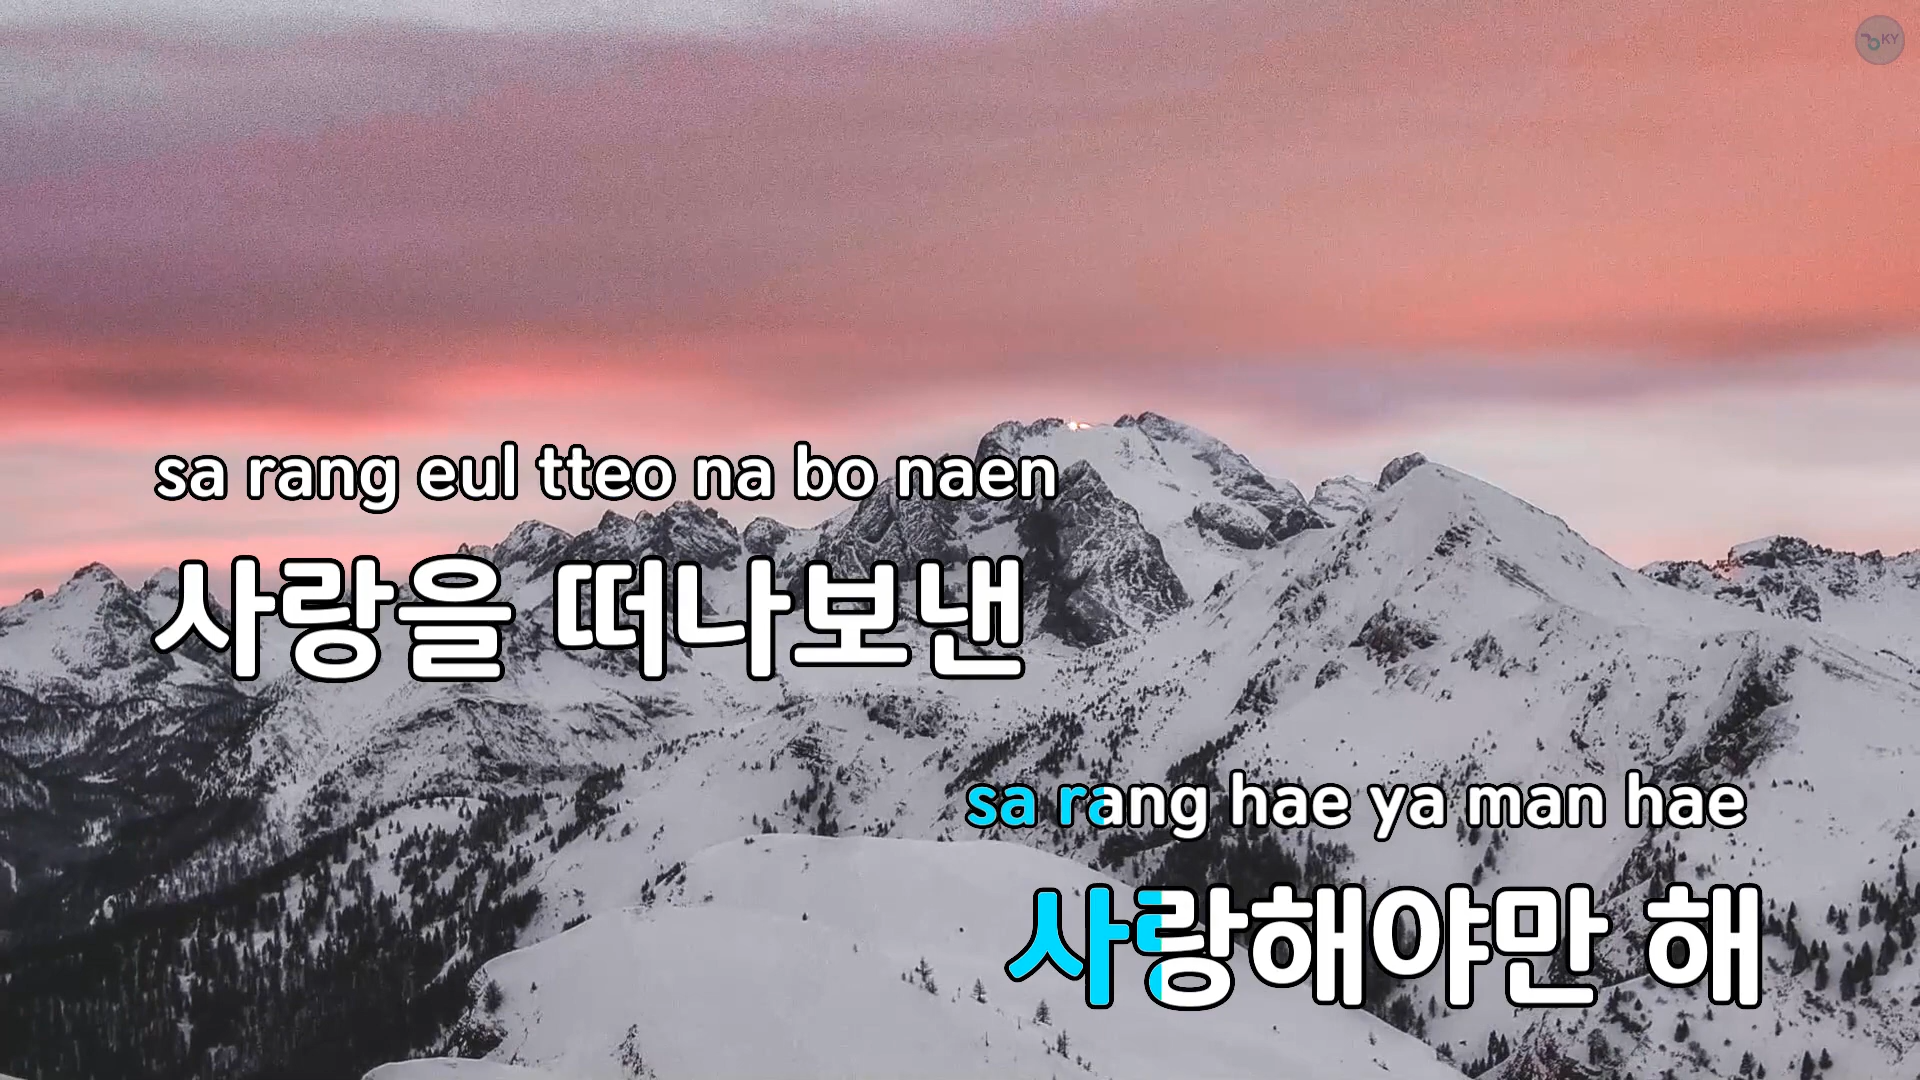 KY
sa rang eul tteo na bo naen
사랑을 떠나보낸
sa rang hae ya man hae
사랑해야만 해